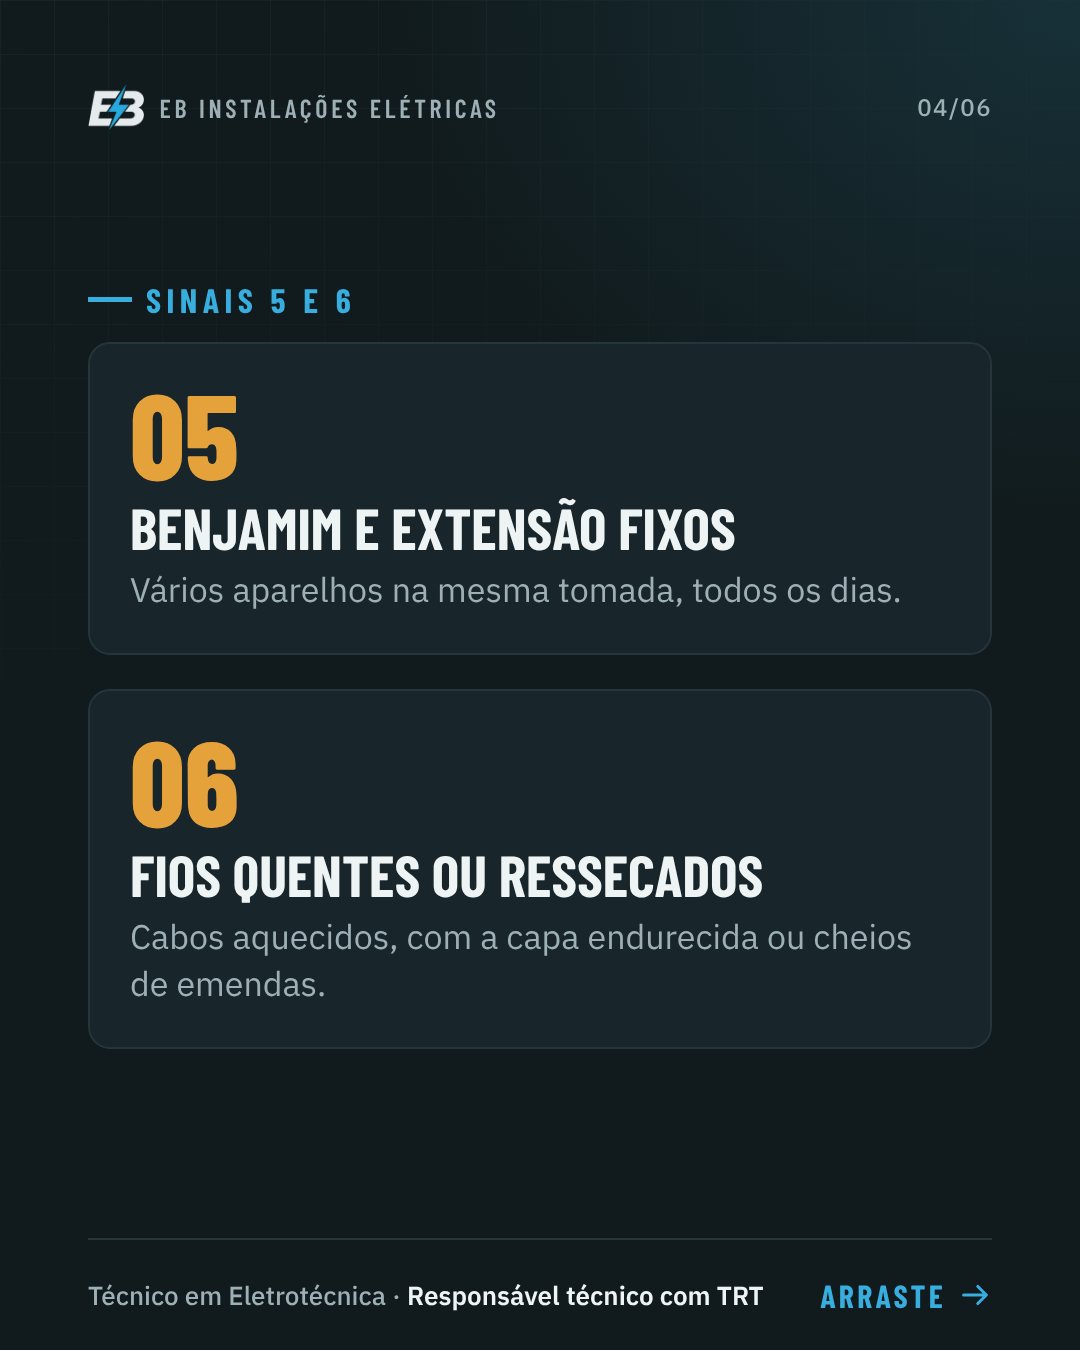 EB EB INSTALAÇÕES ELÉTRICAS
04/06
SINAIS 5 E 6
05
BENJAMIM E EXTENSÃO FIXOS
Vários aparelhos na mesma tomada, todos os dias.
06
FIOS QUENTES OU RESSECADOS
Cabos aquecidos, com a capa endurecida ou cheios
de emendas.
Técnico em Eletrotécnica · Responsável técnico com TRT
ARRASTE →